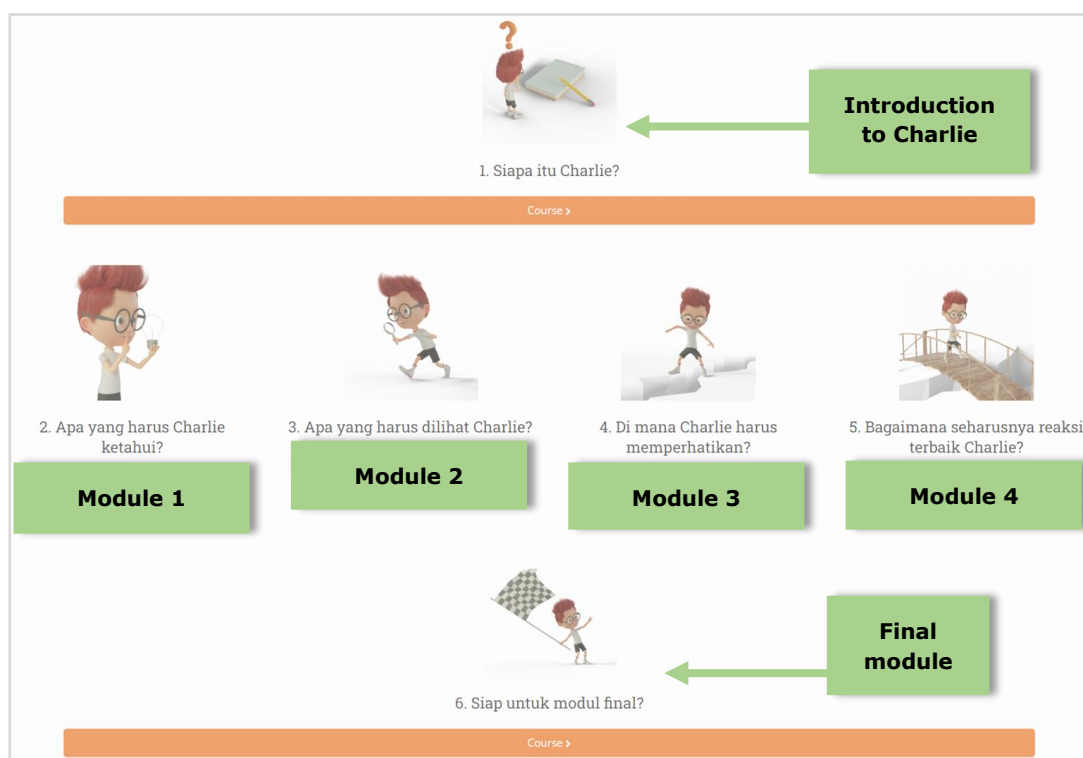 ?
Introduction
to Charlie
1. Siapa itu Charlie?
Course >
2. Apa yang harus Charlie
ketahui?
Module 1
3. Apa yang harus dilihat Charlie?
Module 2
4. Di mana Charlie harus
memperhatikan?
Module 3
5. Bagaimana seharusnya reaksi
terbaik Charlie?
Module 4
Final
module
6. Siap untuk modul final?
Course >